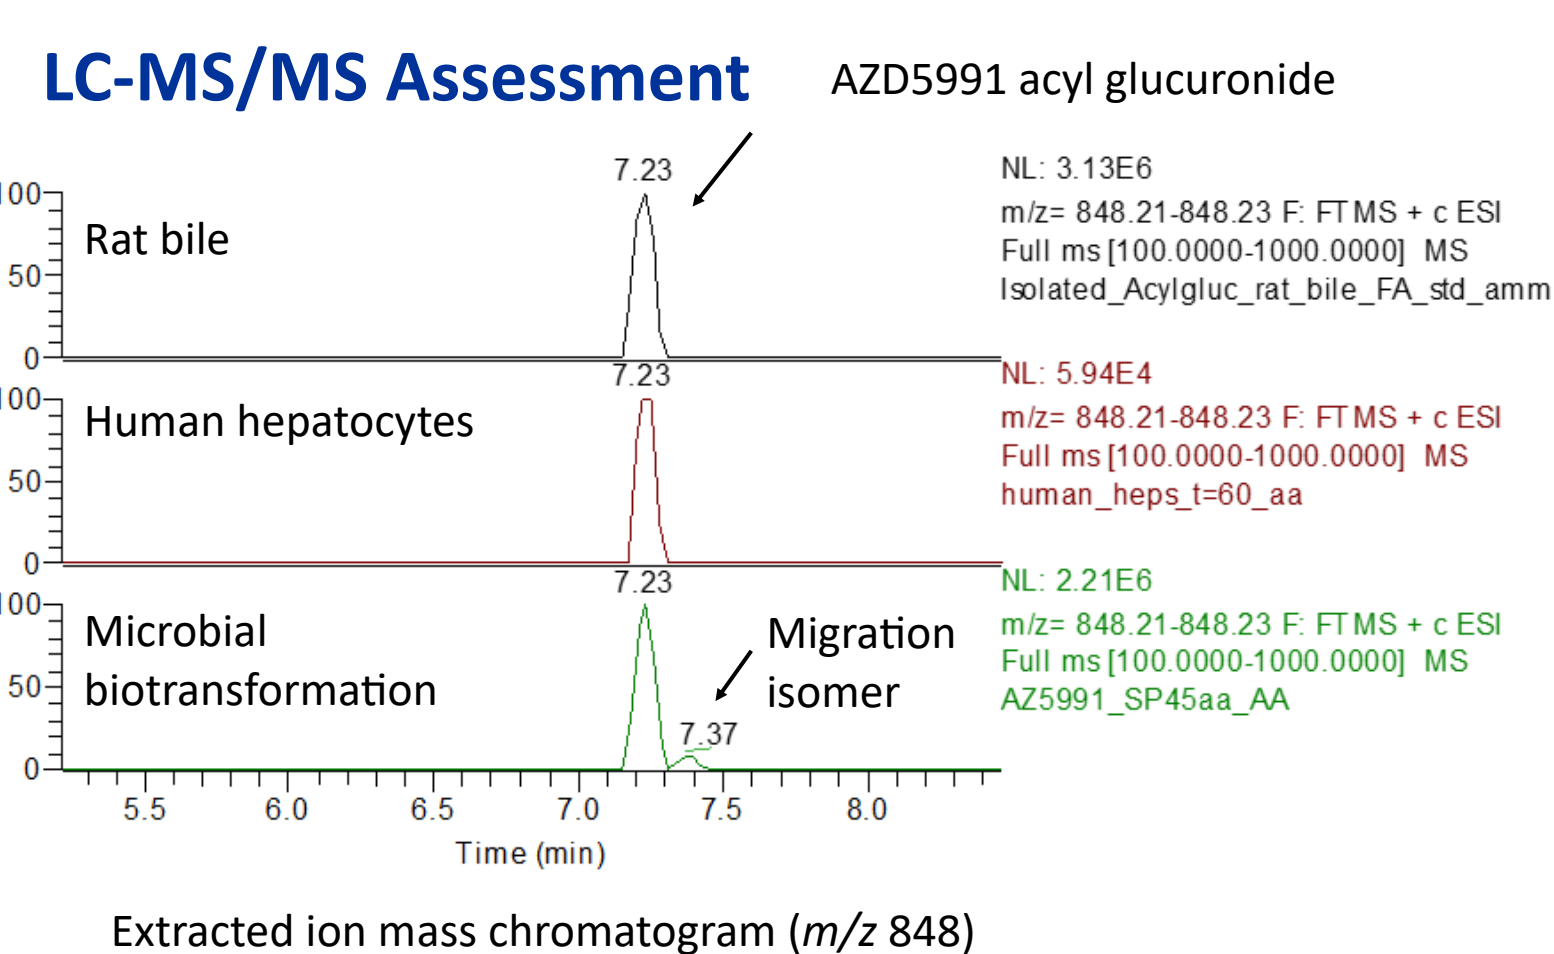 LC-MS/MS Assessment
AZD5991 acyl glucuronide
7.23
100
50
0
Rat bile
NL: 3.13E6
m/z= 848.21-848.23 F: FTMS + c ESI
Full ms [100.0000-1000.0000] MS
Isolated_Acylgluc_rat_bile_FA_std_amm
7.23
100
50
0
Human hepatocytes
NL: 5.94E4
m/z= 848.21-848.23 F: FTMS + c ESI
Full ms [100.0000-1000.0000] MS
human_heps_t=60_aa
7.23
100
50
0
Microbial
biotransformation
Migration
isomer
7.37
NL: 2.21E6
m/z= 848.21-848.23 F: FTMS + c ESI
Full ms [100.0000-1000.0000] MS
AZ5991_SP45aa_AA
5.5 6.0 6.5 7.0 7.5 8.0
Time (min)
Extracted ion mass chromatogram (m/z 848)